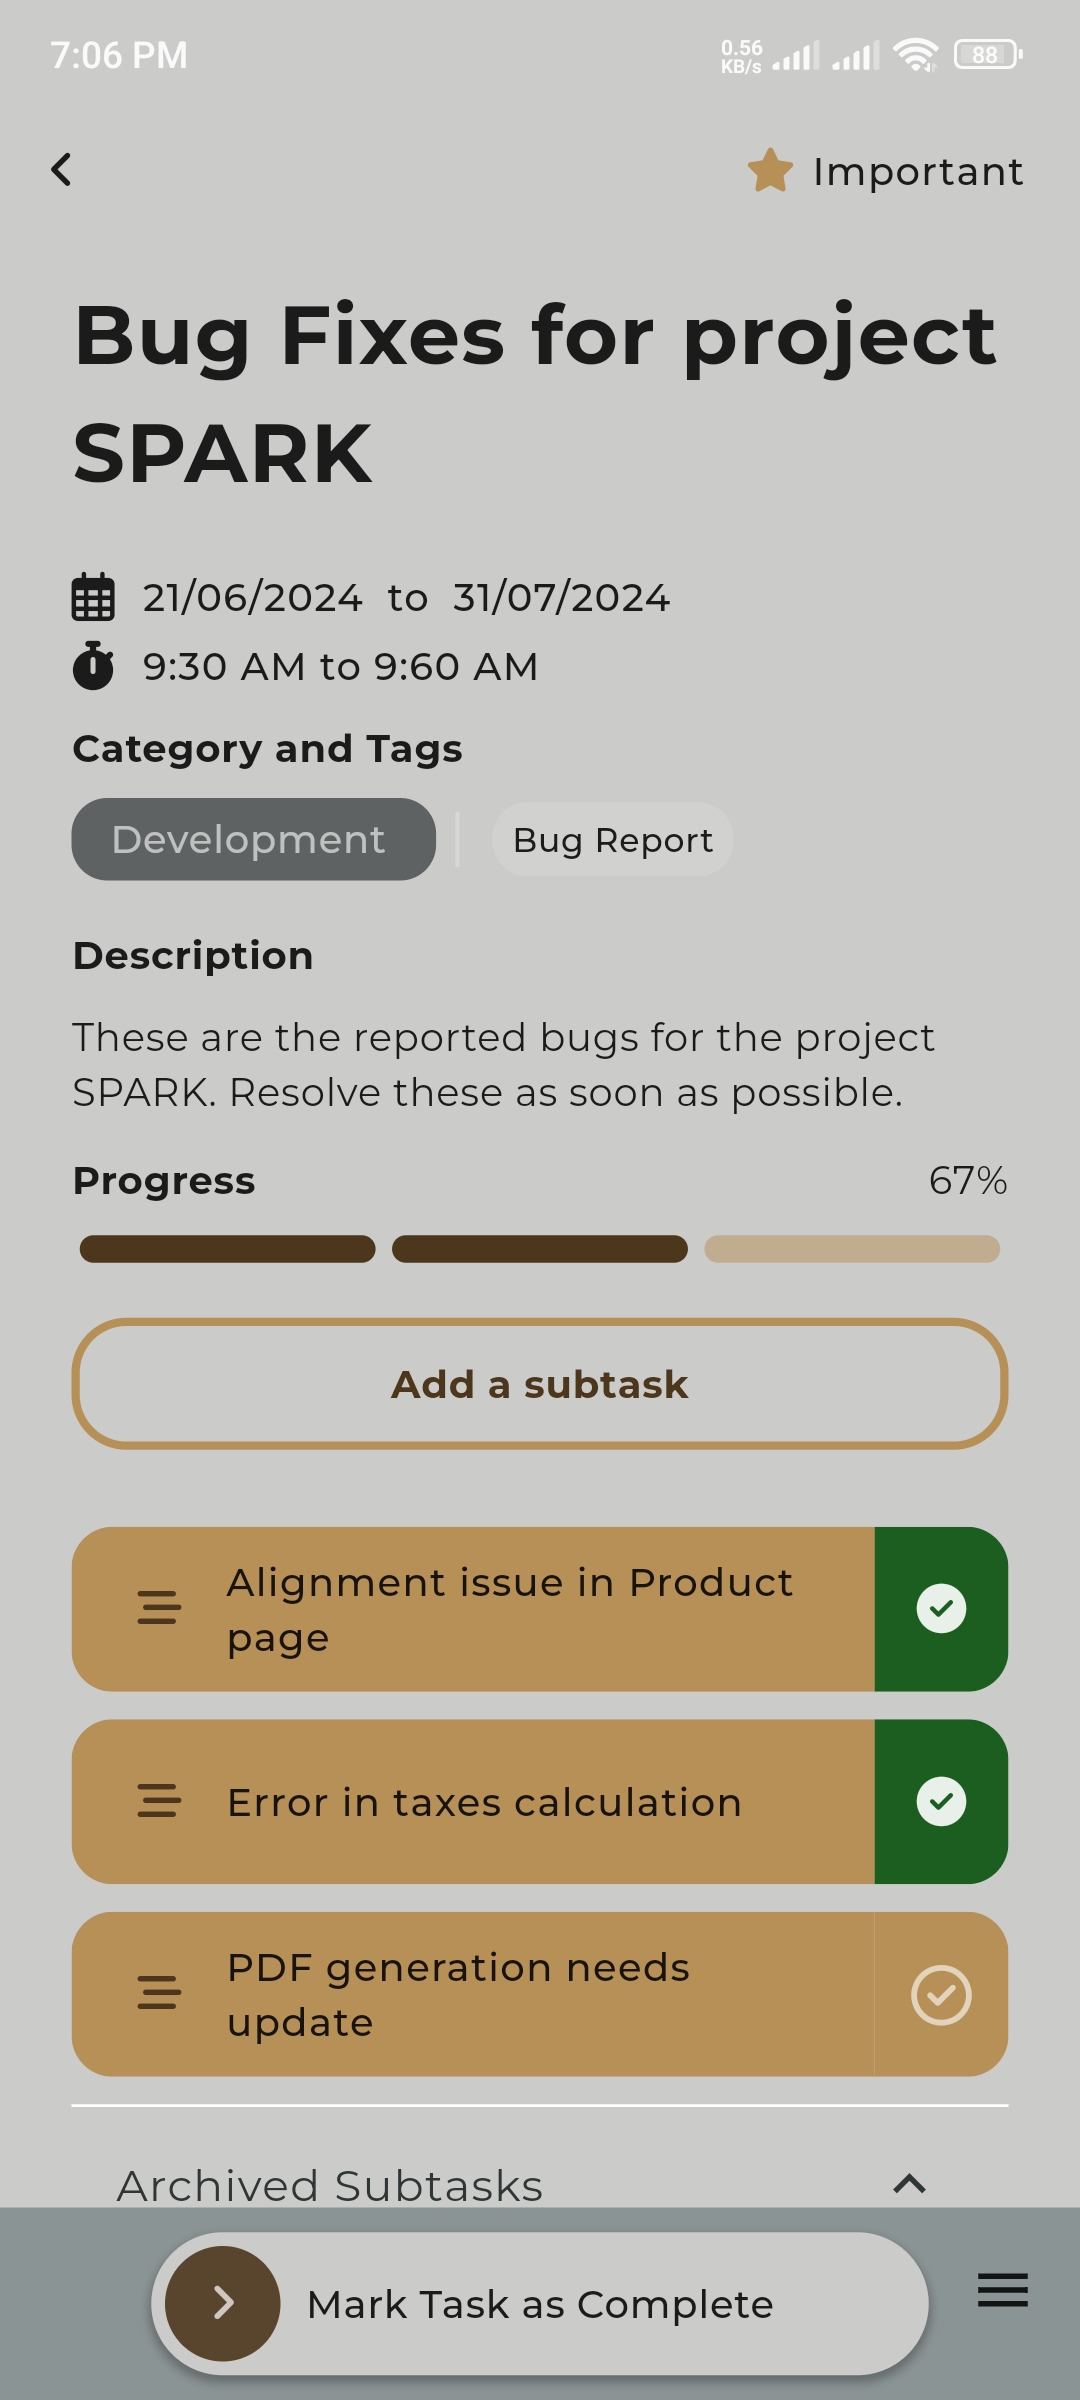 7:06 PM
0.56
KB/s
88
Important
Bug Fixes for project
SPARK
21/06/2024 to 31/07/2024
9:30 AM to 9:60 AM
Category and Tags
Development
Bug Report
Description
These are the reported bugs for the project
SPARK. Resolve these as soon as possible.
Progress
67%
Add a subtask
Alignment issue in Product
page
Error in taxes calculation
PDF generation needs
update
Archived Subtasks
Mark Task as Complete